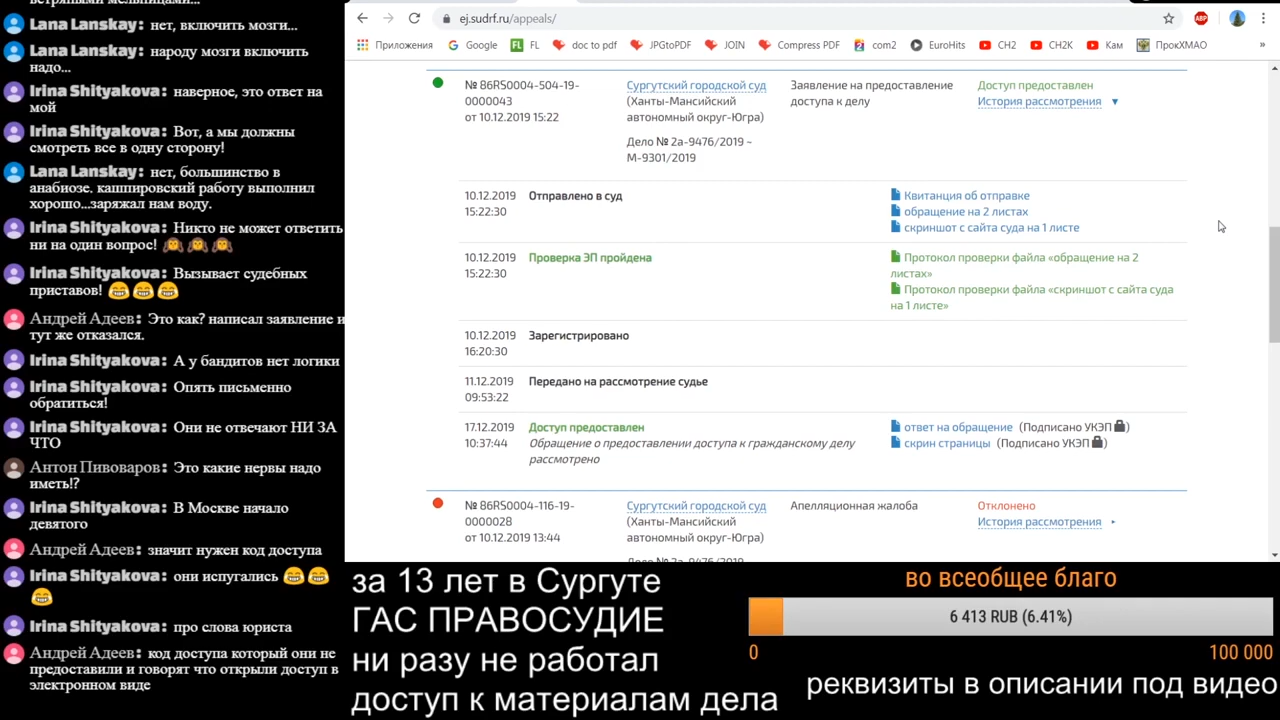 ветряными мельницами...
Lana Lanskay: нет, включить мозги...
Lana Lanskay: народу мозги включить
надо...
Irina Shityakova: наверное, это ответ на
мой
Irina Shityakova: Вот, а мы должны
смотреть все в одну сторону!
Lana Lanskay: нет, большинство в
анабиозе. кашпировский работу выполнил
хорошо...заряжал нам воду.
Irina Shityakova: Никто не может ответить
ни на один вопрос! 🙈🙈🙈
Irina Shityakova: Вызывает судебных
приставов! 😂😂😂
Андрей Адеев: Это как? написал заявление и
тут же отказался.
Irina Shityakova: А у бандитов нет логики
Irina Shityakova: Опять письменно
обратиться!
Irina Shityakova: Они не отвечают НИ ЗА
ЧТО
Антон Пивоваров: Это какие нервы надо
иметь!?
Irina Shityakova: В Москве начало
девятого
Андрей Адеев: значит нужен код доступа
Irina Shityakova: они испугались 😂😂
😂
Irina Shityakova: про слова юриста
Андрей Адеев: код доступа который они не
предоставили и говорят что открыли доступ в
электронном виде
ej.sudrf.ru/appeals/
ABP
Приложения Google FL doc to pdf JPGtoPDF JOIN Compress PDF com2 EuroHits CH2 CH2K Кам ПрокХМАО »
№ 86RS0004-504-19-
0000043
от 10.12.2019 15:22
Сургутский городской суд
(Ханты-Мансийский
автономный округ-Югра)
Дело № 2а-9476/2019 ~
М-9301/2019
Заявление на предоставление
доступа к делу
Доступ предоставлен
История рассмотрения ▼
10.12.2019
15:22:30
Отправлено в суд
Квитанция об отправке
обращение на 2 листах
скриншот с сайта суда на 1 листе
10.12.2019
15:22:30
Проверка ЭП пройдена
Протокол проверки файла «обращение на 2
листах»
Протокол проверки файла «скриншот с сайта суда
на 1 листе»
10.12.2019
16:20:30
Зарегистрировано
11.12.2019
09:53:22
Передано на рассмотрение судье
17.12.2019
10:37:44
Доступ предоставлен
Обращение о предоставлении доступа к гражданскому делу
рассмотрено
ответ на обращение (Подписано УКЭП)
скрин страницы (Подписано УКЭП)
№ 86RS0004-116-19-
0000028
от 10.12.2019 13:44
Сургутский городской суд
(Ханты-Мансийский
автономный округ-Югра)
Дело № 2а-9476/2019
Апелляционная жалоба
Отклонено
История рассмотрения ▸
за 13 лет в Сургуте
ГАС ПРАВОСУДИЕ
ни разу не работал
доступ к материалам дела
во всеобщее благо
6 413 RUB (6.41%)
0 100 000
реквизиты в описании под видео